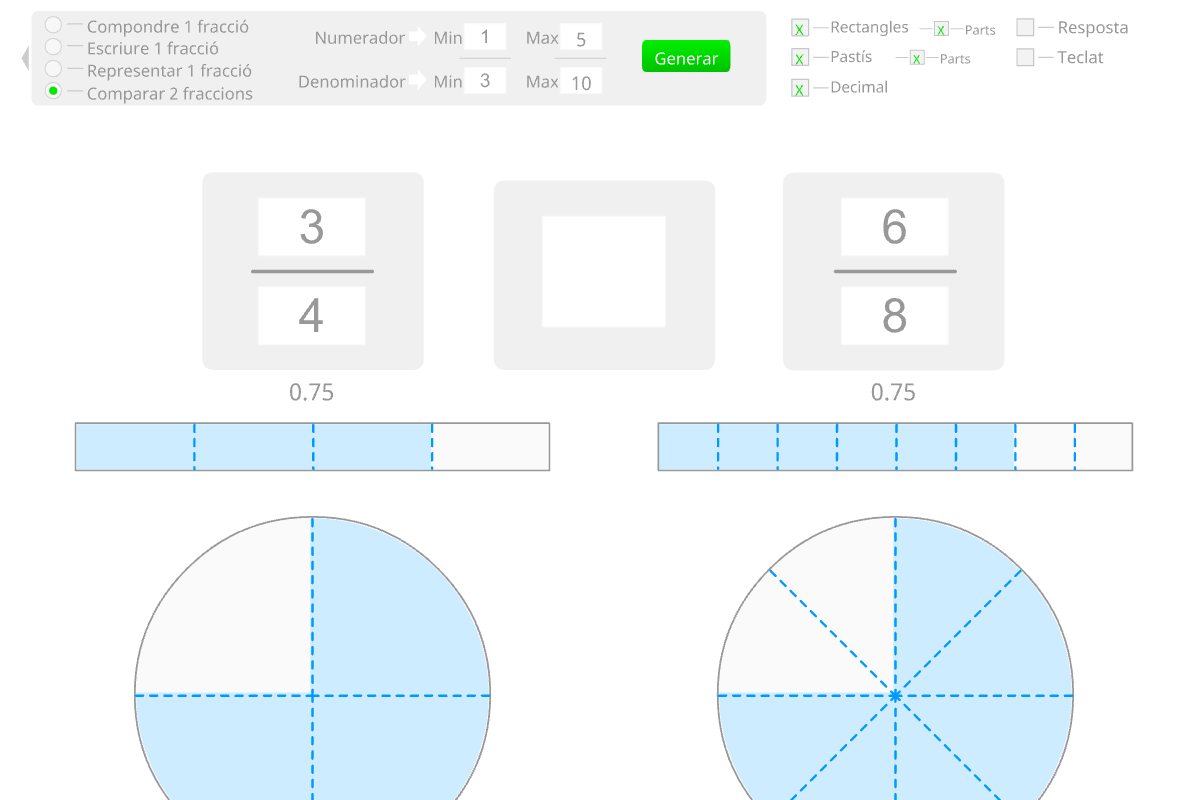 Compondre 1 fracció
Escriure 1 fracció
Representar 1 fracció
Comparar 2 fraccions
Numerador Min 1 Max 5
Denominador Min 3 Max 10
Generar
X Rectangles X Parts
X Pastís X Parts
X Decimal
Resposta
Teclat
3
4
6
8
0.75
0.75